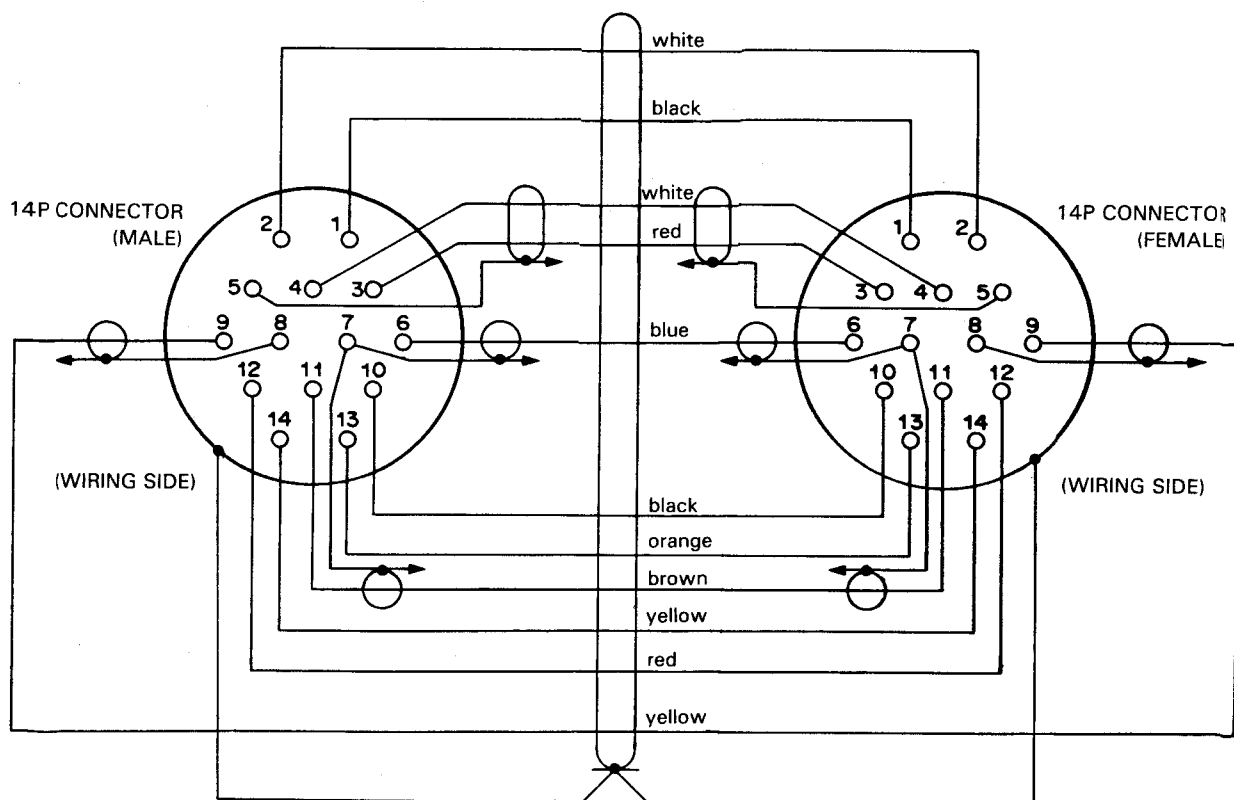 white
black
white
red
14P CONNECTOR
(MALE)
2 1
5 4 3
9 8 7 6
12 11 10
14 13
(WIRING SIDE)
14P CONNECTOR
(FEMALE
1 2
3 4 5
6 7 8 9
10 11 12
13 14
(WIRING SIDE)
blue
black
orange
brown
yellow
red
yellow